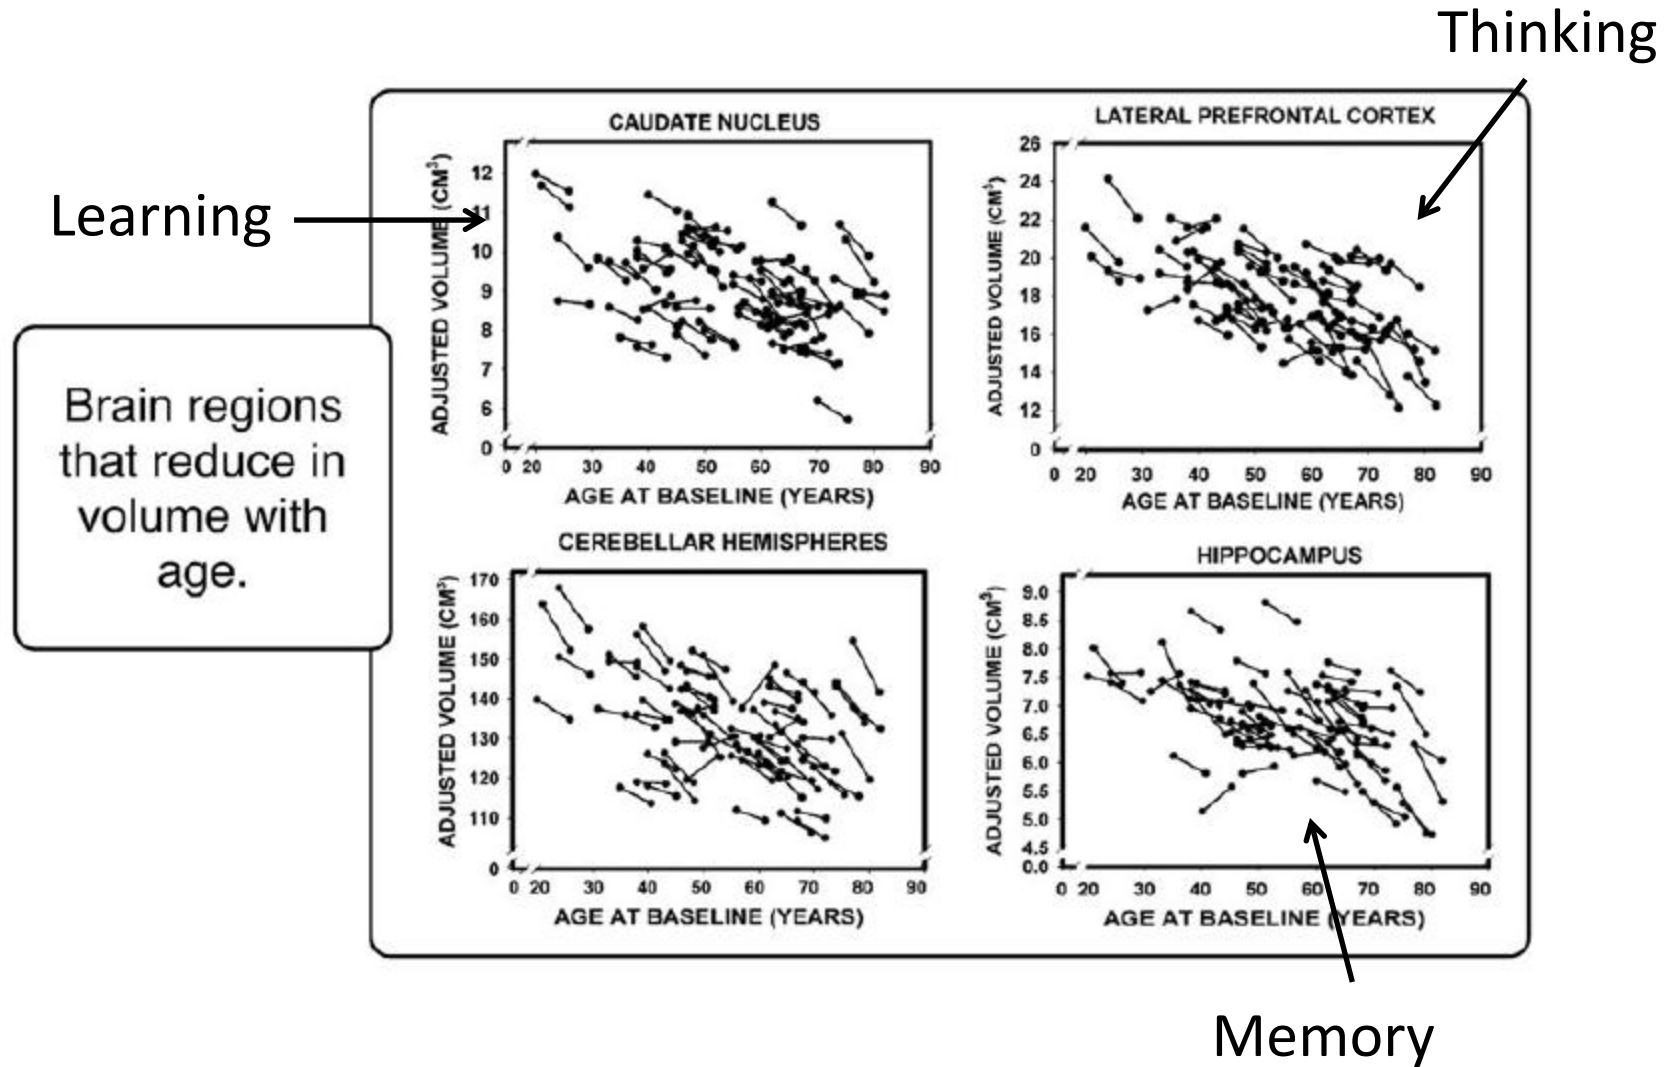 Thinking
Learning
Brain regions
that reduce in
volume with
age.
CAUDATE NUCLEUS
ADJUSTED VOLUME (CM³)
12
11
10
9
8
7
6
0
0 20 30 40 50 60 70 80 90
AGE AT BASELINE (YEARS)
LATERAL PREFRONTAL CORTEX
ADJUSTED VOLUME (CM³)
26
24
22
20
18
16
14
12
0
0 20 30 40 50 60 70 80 90
AGE AT BASELINE (YEARS)
CEREBELLAR HEMISPHERES
ADJUSTED VOLUME (CM³)
170
160
150
140
130
120
110
0
0 20 30 40 50 60 70 80 90
AGE AT BASELINE (YEARS)
HIPPOCAMPUS
ADJUSTED VOLUME (CM³)
9.0
8.5
8.0
7.5
7.0
6.5
6.0
5.5
5.0
4.5
0.0
0 20 30 40 50 60 70 80 90
AGE AT BASELINE (YEARS)
Memory